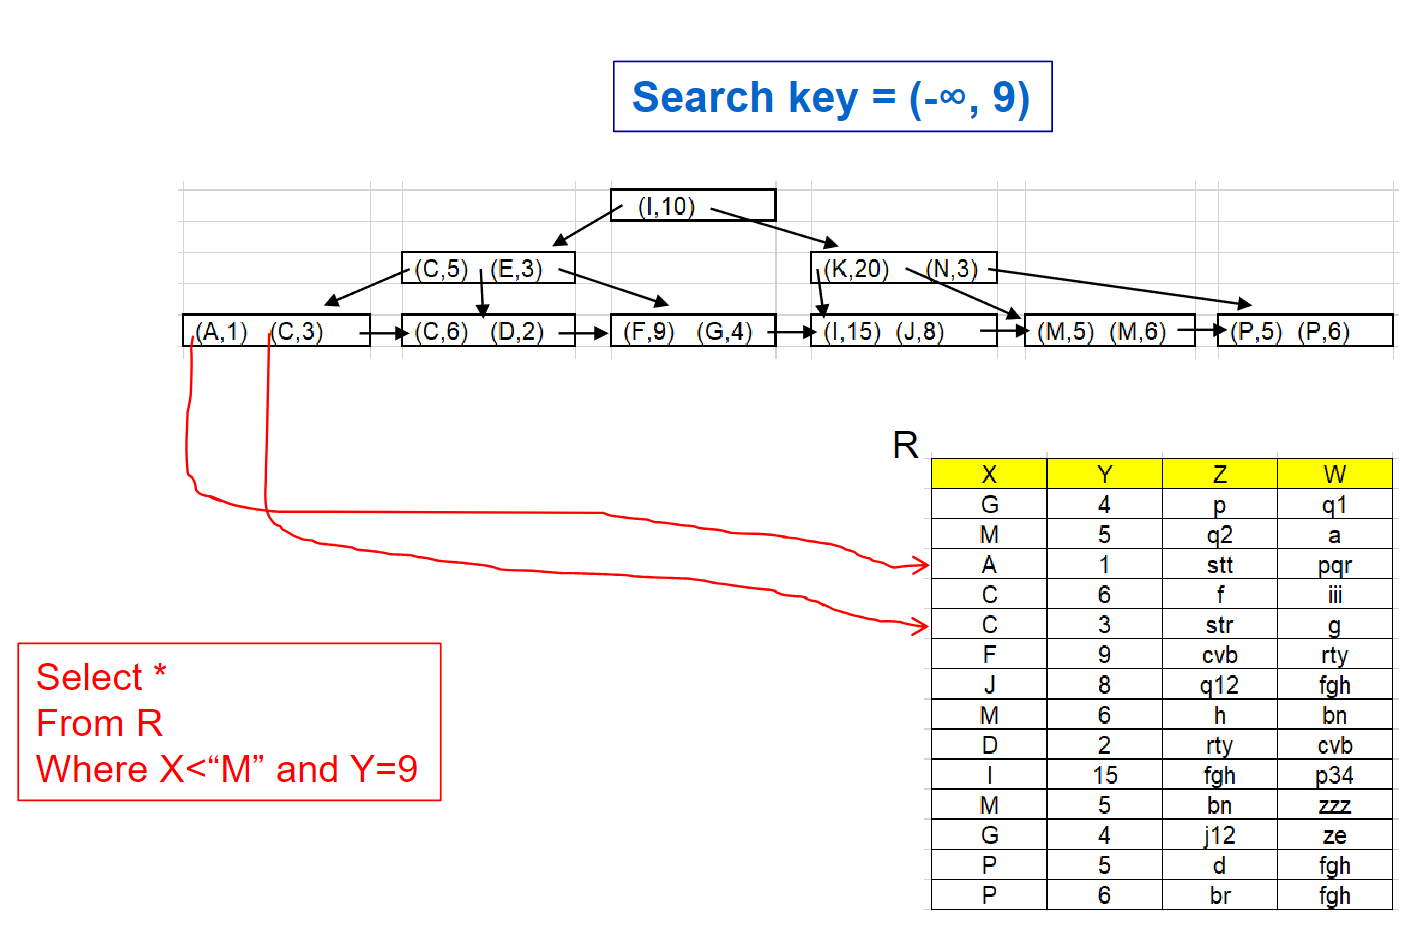 Search key = (-∞, 9)
(I,10)
(C,5) (E,3)
(K,20) (N,3)
(A,1) (C,3)
(C,6) (D,2)
(F,9) (G,4)
(I,15) (J,8)
(M,5) (M,6)
(P,5) (P,6)
R
X Y Z W
G 4 p q1
M 5 q2 a
A 1 stt pqr
C 6 f iii
C 3 str g
F 9 cvb rty
J 8 q12 fgh
M 6 h bn
D 2 rty cvb
I 15 fgh p34
M 5 bn zzz
G 4 j12 ze
P 5 d fgh
P 6 br fgh
Select *
From R
Where X<“M” and Y=9